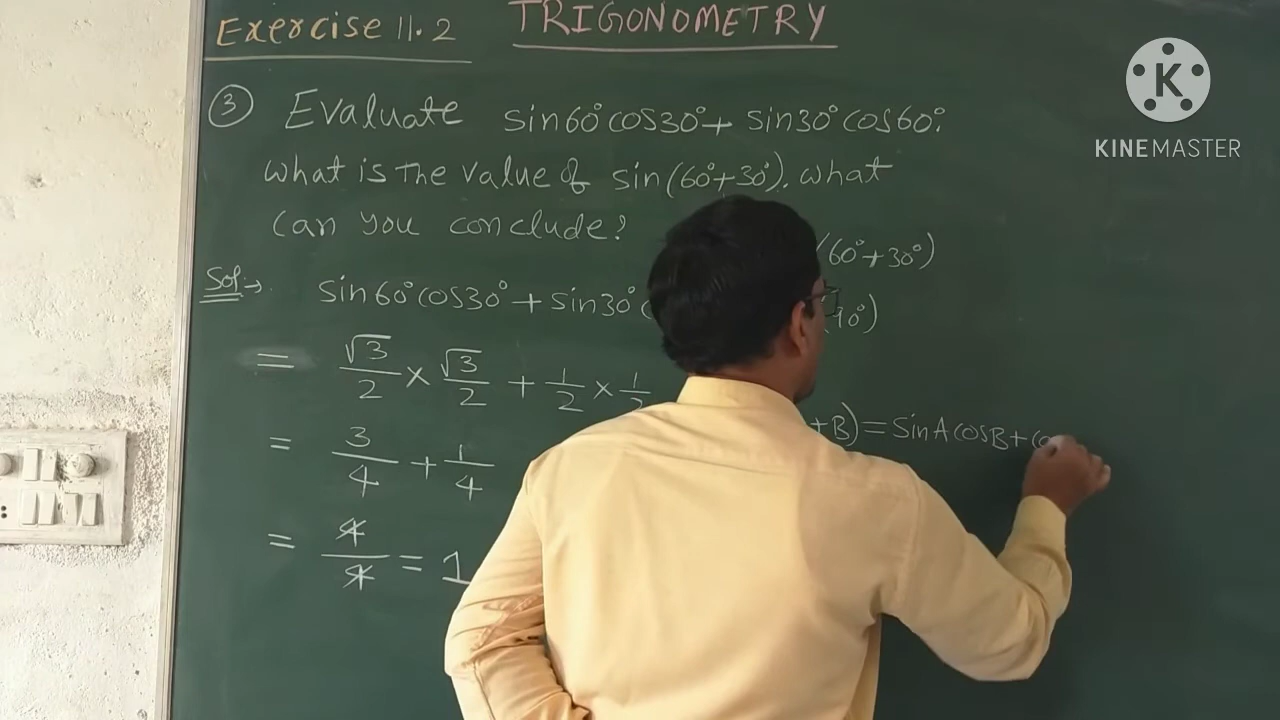 Exercise 11.2
TRIGONOMETRY
③ Evaluate sin60° cos30° + sin30° cos60°.
What is the value of sin(60°+30°). what
can you conclude?
Sol:→ sin60° cos30° + sin30°
= √3/2 × √3/2 + 1/2 × 1/2
= 3/4 + 1/4
= 4/4 = 1
(60°+30°)
90°)
+B) = SinA cosB + co
K
KINEMASTER